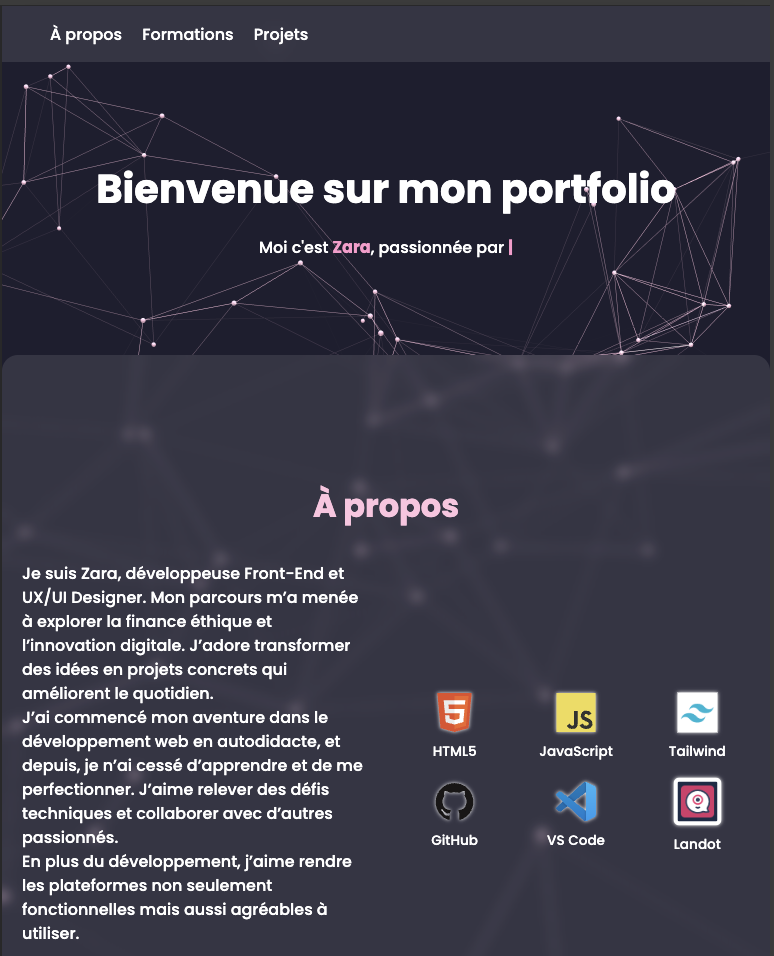 À propos Formations Projets
Bienvenue sur mon portfolio
Moi c'est Zara, passionnée par |
À propos
Je suis Zara, développeuse Front-End et
UX/UI Designer. Mon parcours m’a menée
à explorer la finance éthique et
l’innovation digitale. J’adore transformer
des idées en projets concrets qui
améliorent le quotidien.
J’ai commencé mon aventure dans le
développement web en autodidacte, et
depuis, je n’ai cessé d’apprendre et de me
perfectionner. J’aime relever des défis
techniques et collaborer avec d’autres
passionnés.
En plus du développement, j’aime rendre
les plateformes non seulement
fonctionnelles mais aussi agréables à
utiliser.
5 JS
HTML5 JavaScript Tailwind
GitHub VS Code Landot